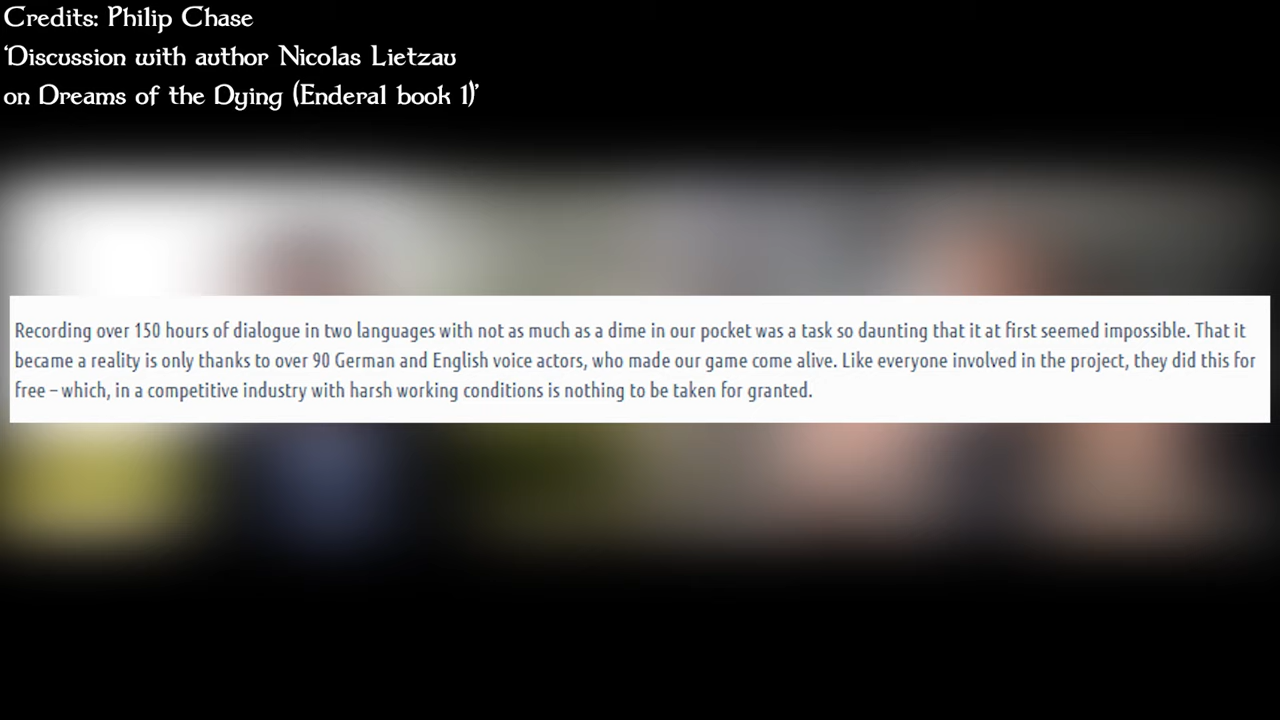 Credits: Philip Chase
‘Discussion with author Nicolas Lietzau
on Dreams of the Dying (Enderal book 1)’
Recording over 150 hours of dialogue in two languages with not as much as a dime in our pocket was a task so daunting that it at first seemed impossible. That it
became a reality is only thanks to over 90 German and English voice actors, who made our game come alive. Like everyone involved in the project, they did this for
free – which, in a competitive industry with harsh working conditions is nothing to be taken for granted.